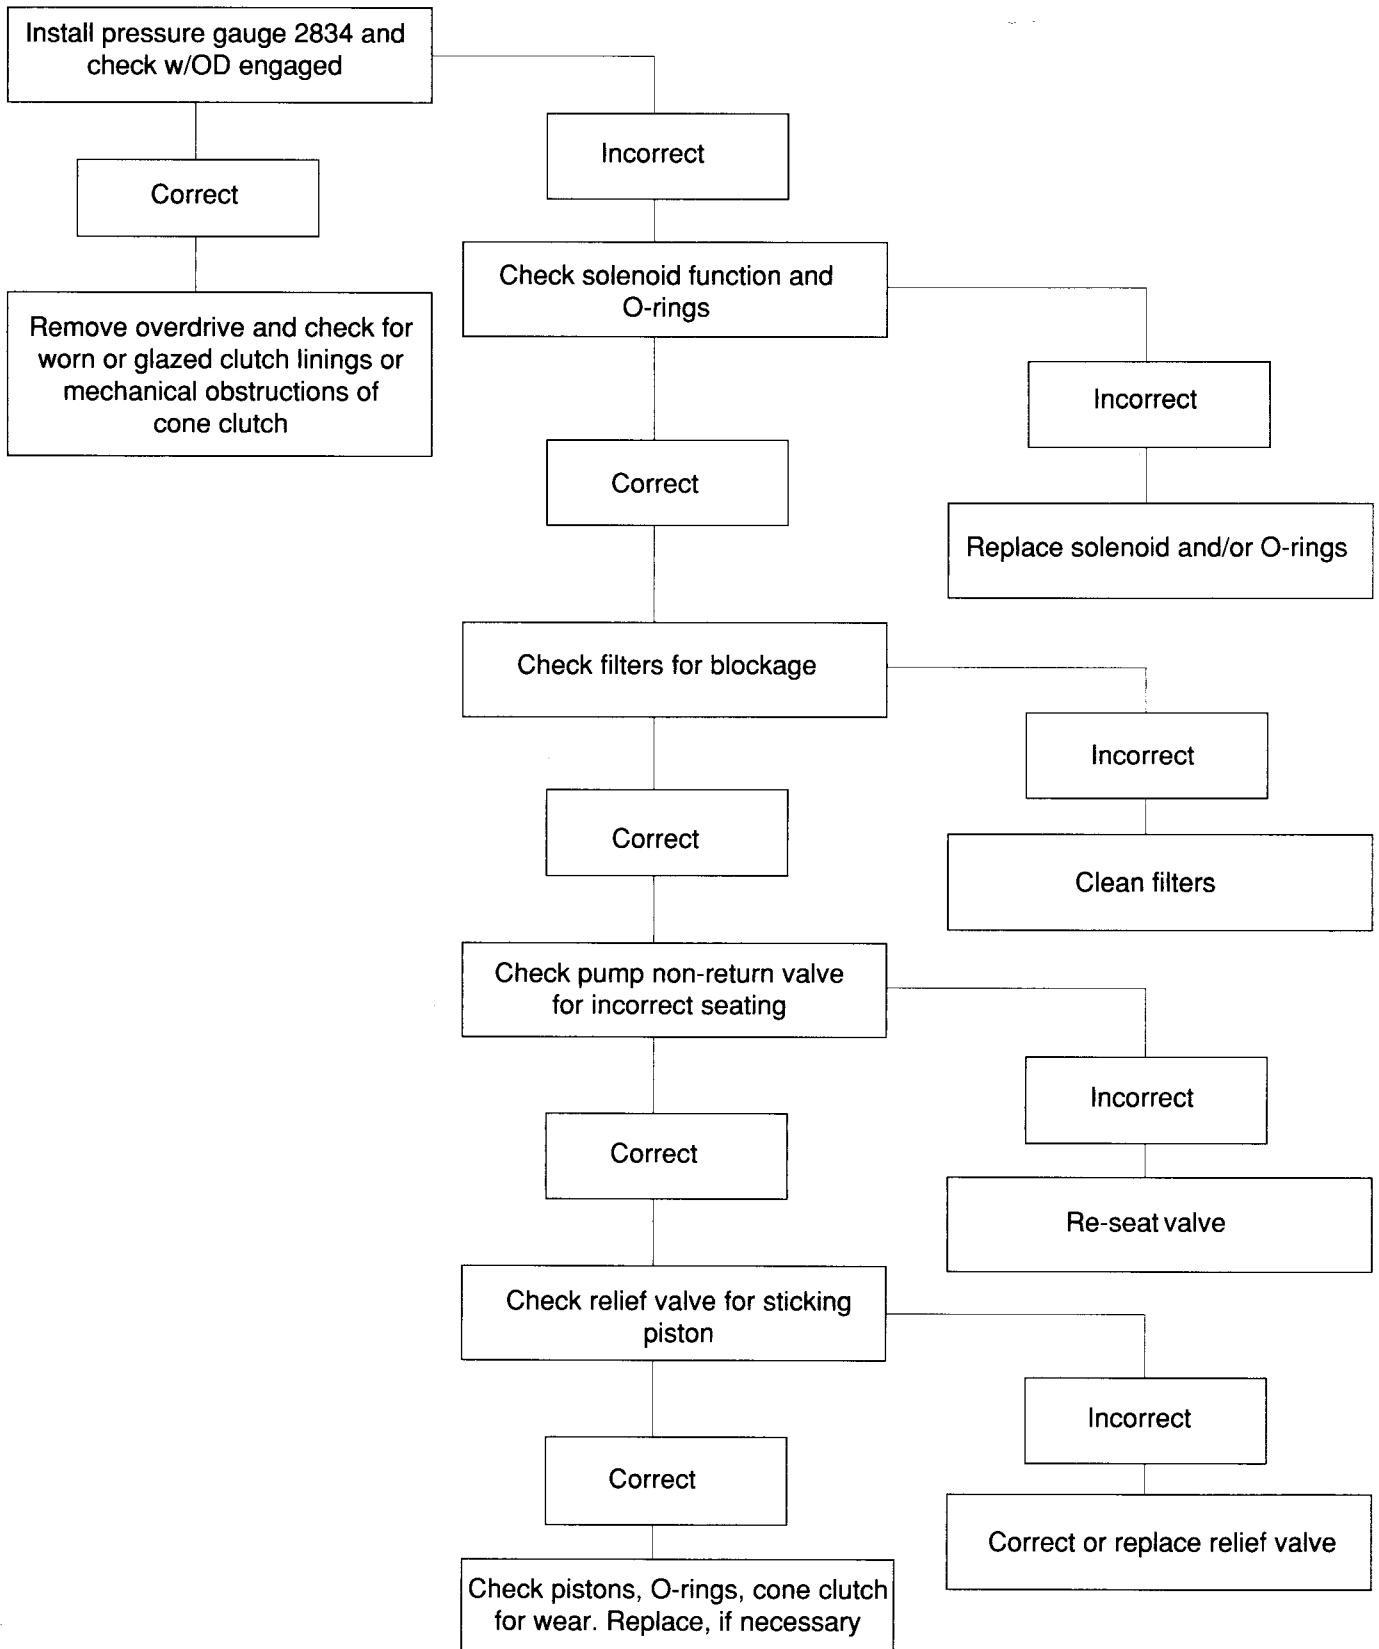 Install pressure gauge 2834 and
check w/OD engaged
Incorrect
Correct
Check solenoid function and
O-rings
Remove overdrive and check for
worn or glazed clutch linings or
mechanical obstructions of
cone clutch
Incorrect
Correct
Replace solenoid and/or O-rings
Check filters for blockage
Incorrect
Correct
Clean filters
Check pump non-return valve
for incorrect seating
Incorrect
Correct
Re-seat valve
Check relief valve for sticking
piston
Incorrect
Correct
Correct or replace relief valve
Check pistons, O-rings, cone clutch
for wear. Replace, if necessary